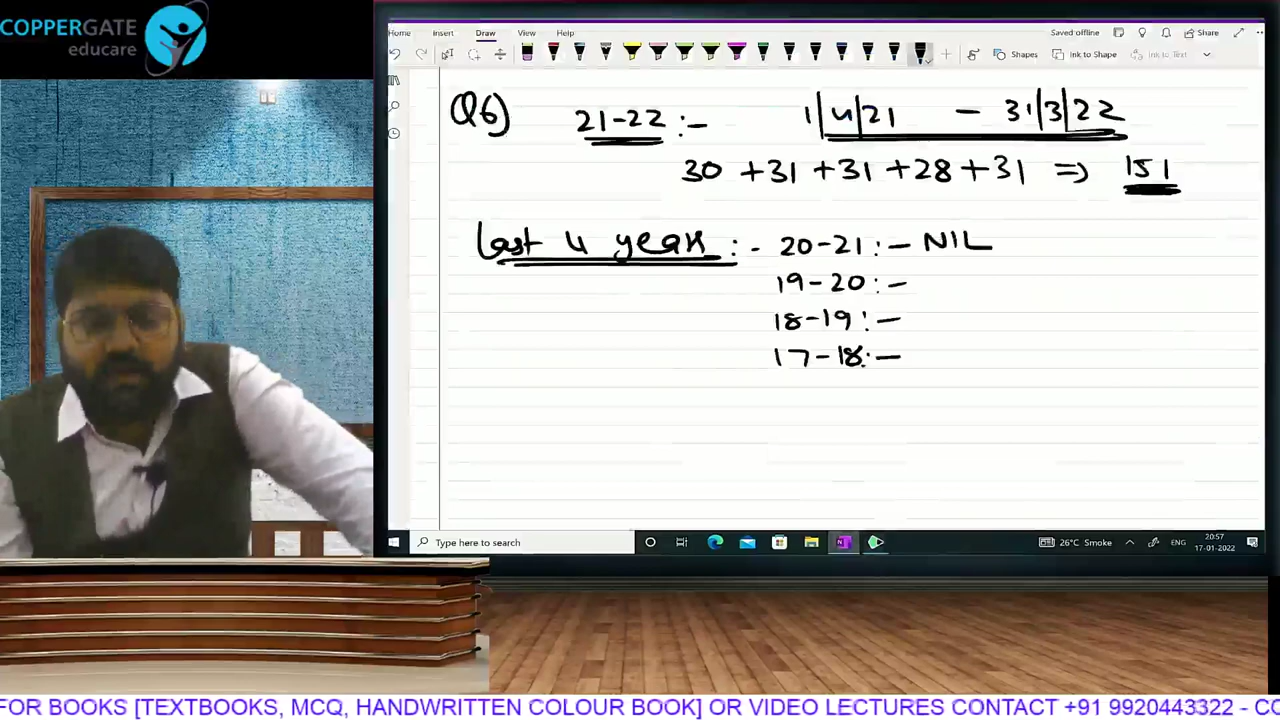 COPPERGATE
educare
Home Insert Draw View Help
Saved offline
Share
Shapes
Ink to Shape
Ink to Text
Q6) 21-22 :- 1|4|21 - 31|3|22
30 + 31 + 31 + 28 + 31 ⇒ 151
Last 4 years :- 20-21 :- NIL
19-20 :-
18-19 :-
17-18 :-
Type here to search
26°C Smoke
ENG
20:57
17-01-2022
FOR BOOKS [TEXTBOOKS, MCQ, HANDWRITTEN COLOUR BOOK] OR VIDEO LECTURES CONTACT +91 9920443322 - CO